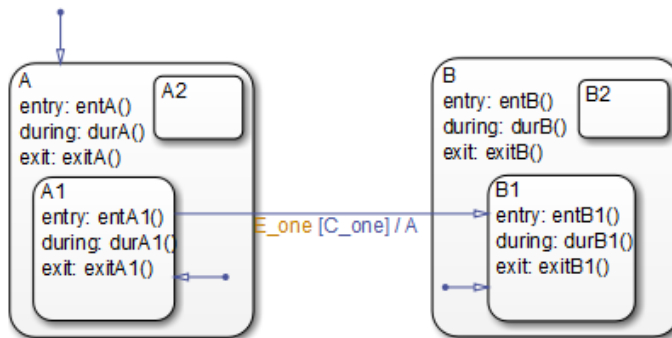 A
entry: entA()
during: durA()
exit: exitA()
A2
A1
entry: entA1()
during: durA1()
exit: exitA1()
E_one [C_one] / A
B
entry: entB()
during: durB()
exit: exitB()
B2
B1
entry: entB1()
during: durB1()
exit: exitB1()